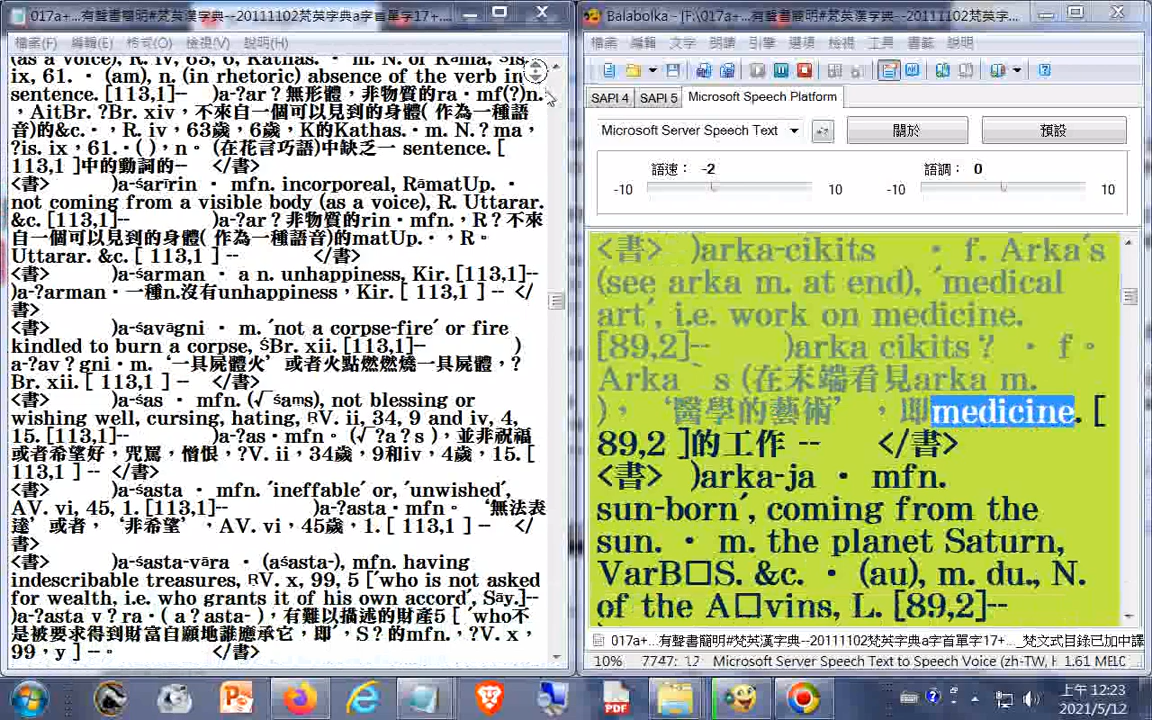 017a+...有聲書簡明#梵英漢字典--20111102梵英字典a字首單字17+...
檔案(F) 編輯(E) 格式(O) 檢視(V) 說明(H)
ix, 61. ‧ (am), n. (in rhetoric) absence of the verb in
sentence. [113,1] )a-?ar？無形體，非物質的ra‧mf(?)n.
，AitBr. ?Br. xiv，不來自一個可以見到的身體( 作為一種語
音)的&c.‧，R. iv，63歲，6歲，K的Kathas.‧m. N.？ma，
?is. ix，61.‧( )，n。(在花言巧語)中缺乏一 sentence. [
113,1 ]中的動詞的-- </書>
<書> )a-śarīrin ‧ mfn. incorporeal, RāmatUp. ‧
not coming from a visible body (as a voice), R. Uttarar.
&c. [113,1]-- )a-?ar？非物質的rin‧mfn.，R？不來
自一個可以見到的身體( 作為一種語音)的matUp.‧，R。
Uttarar. &c. [ 113,1 ] -- </書>
<書> )a-śarman ‧ a n. unhappiness, Kir. [113,1]--
)a-?arman‧一種n.沒有unhappiness，Kir. [ 113,1 ] -- </
書>
<書> )a-śavāgni ‧ m. 'not a corpse-fire' or fire
kindled to burn a corpse, ŚBr. xii. [113,1]-- )
a-?av？gni‧m.‘一具屍體火’或者火點燃燃燒一具屍體，?
Br. xii. [ 113,1 ] -- </書>
<書> )a-śas ‧ mfn. (√śaṃs), not blessing or
wishing well, cursing, hating, ṚV. ii, 34, 9 and iv, 4,
15. [113,1]-- )a-?as‧mfn。(√?a？s )，並非祝福
或者希望好，咒罵，憎恨，?V. ii，34歲，9和iv，4歲，15. [
113,1 ] -- </書>
<書> )a-śasta ‧ mfn. 'ineffable' or, 'unwished',
AV. vi, 45, 1. [113,1]-- )a-?asta‧mfn。‘無法表
達’或者，‘非希望’，AV. vi，45歲，1. [ 113,1 ] -- </
書>
<書> )a-śasta-vāra ‧ (aśasta-), mfn. having
indescribable treasures, ṚV. x, 99, 5 ['who is not asked
for wealth, i.e. who grants it of his own accord', Sāy.]--
)a-?asta v？ra‧( a？asta- )，有難以描述的財產5 [‘who不
是被要求得到財富自願地誰應承它，即’，S？的mfn.，?V. x，
99，y ] --。 </書>
Balabolka - [F:\017a+...有聲書簡明#梵英漢字典--20111102梵英字...
檔案 編輯 文字 朗讀 引擎 選項 檢視 工具 書籤 說明
SAPI 4 SAPI 5 Microsoft Speech Platform
Microsoft Server Speech Text 關於 預設
語速： -2 語調： 0
-10 10 -10 10
<書> )arka-cikits ‧ f. Arka's
(see arka m. at end), 'medical
art', i.e. work on medicine.
[89,2]-- )arka cikits？ ‧ f。
Arka ` s (在末端看見arka m.
)，‘醫學的藝術’，即medicine. [
89,2 ]的工作 -- </書>
<書> )arka-ja ‧ mfn.
sun-born', coming from the
sun. ‧ m. the planet Saturn,
VarB□S. &c. ‧ (au), m. du., N.
of the A□vins, L. [89,2]--
017a+...有聲書簡明#梵英漢字典--20111102梵英字典a字首單字17+..._梵文式目錄已加中譯
10% 7747: 12 Microsoft Server Speech Text to Speech Voice (zh-TW, H 1.61 МЕГС
上午 12:23
2021/5/12